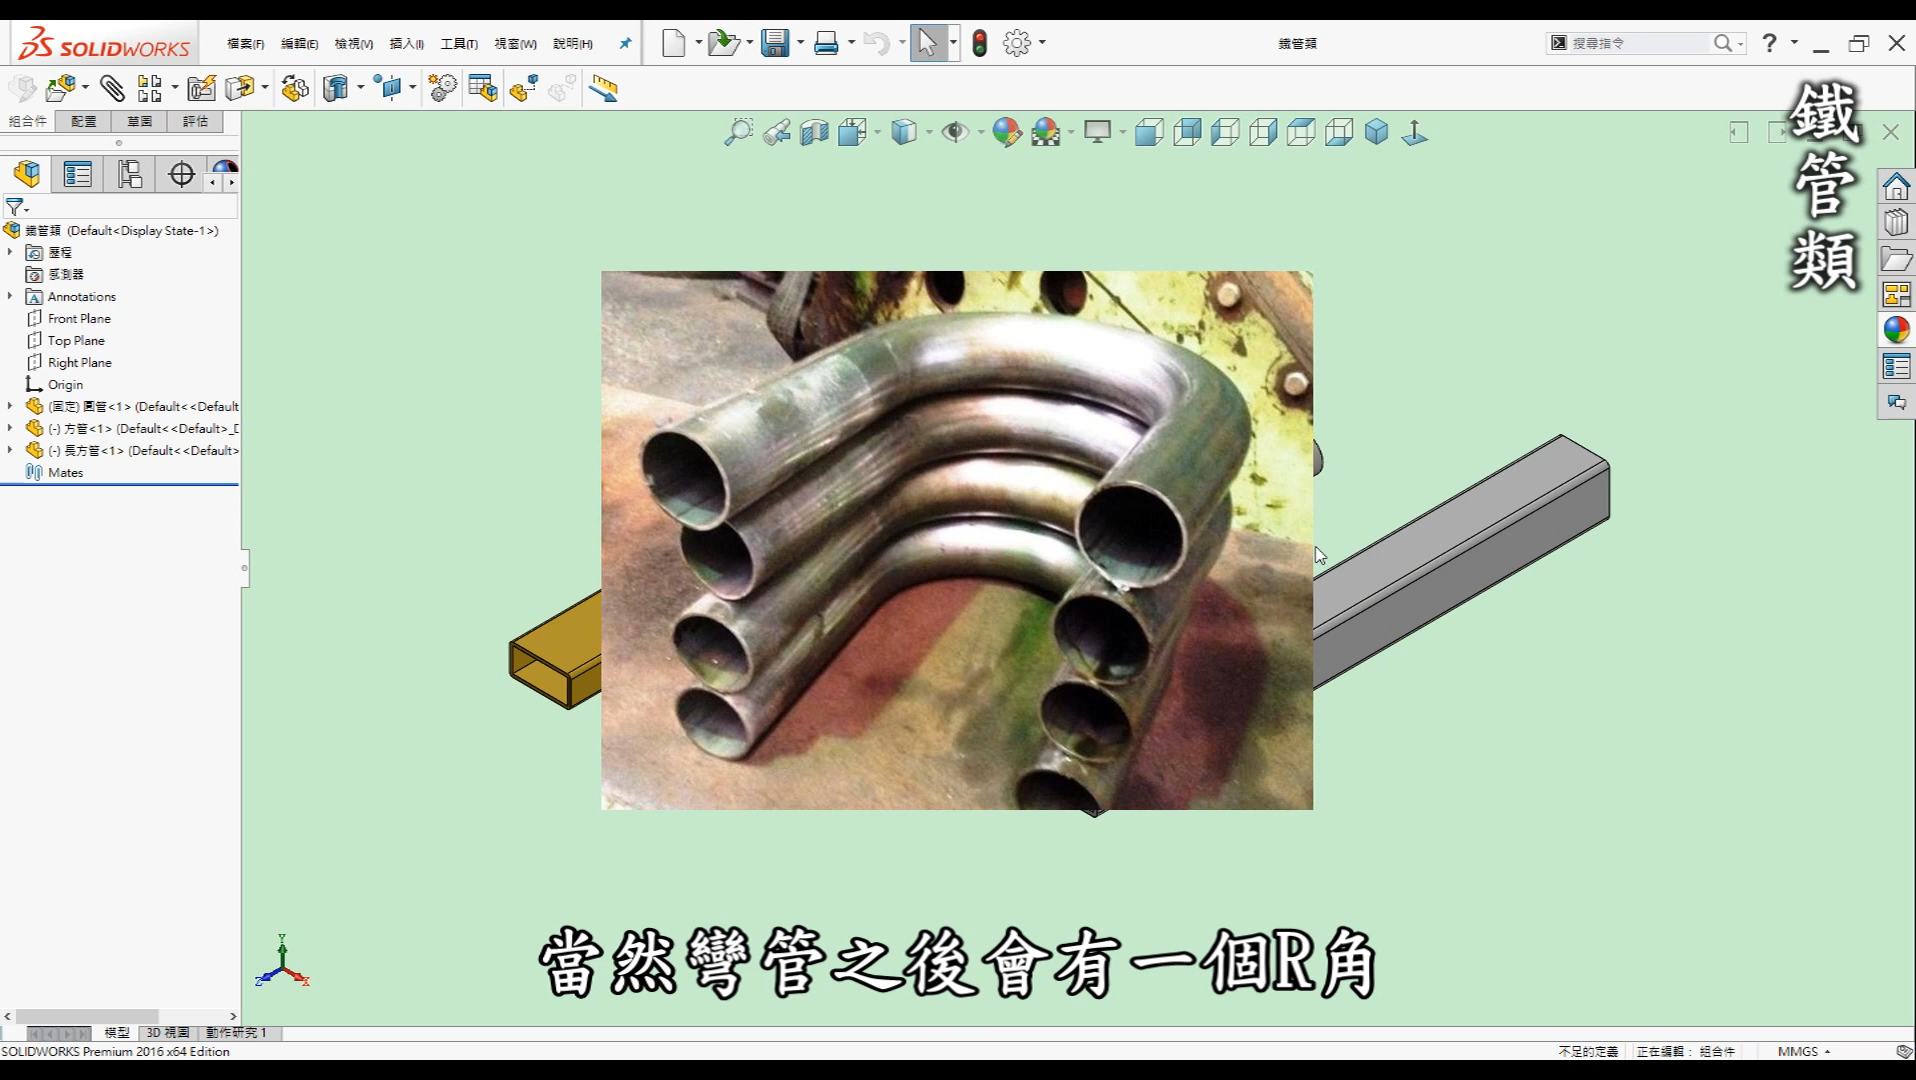 SOLIDWORKS
檔案(F) 編輯(E) 檢視(V) 插入(I) 工具(T) 視窗(W) 說明(H)
鐵管類
搜尋指令
?
組合件 配置 草圖 評估
鐵管類 (Default<Display State-1>)
歷程
感測器
Annotations
Front Plane
Top Plane
Right Plane
Origin
(固定) 圓管<1> (Default<<Default
(-) 方管<1> (Default<<Default>_D
(-) 長方管<1> (Default<<Default>
Mates
鐵管類
Y
Z
X
當然彎管之後會有一個R角
模型 3D 視圖 動作研究 1
SOLIDWORKS Premium 2016 x64 Edition
不足的定義 正在編輯: 組合件 MMGS